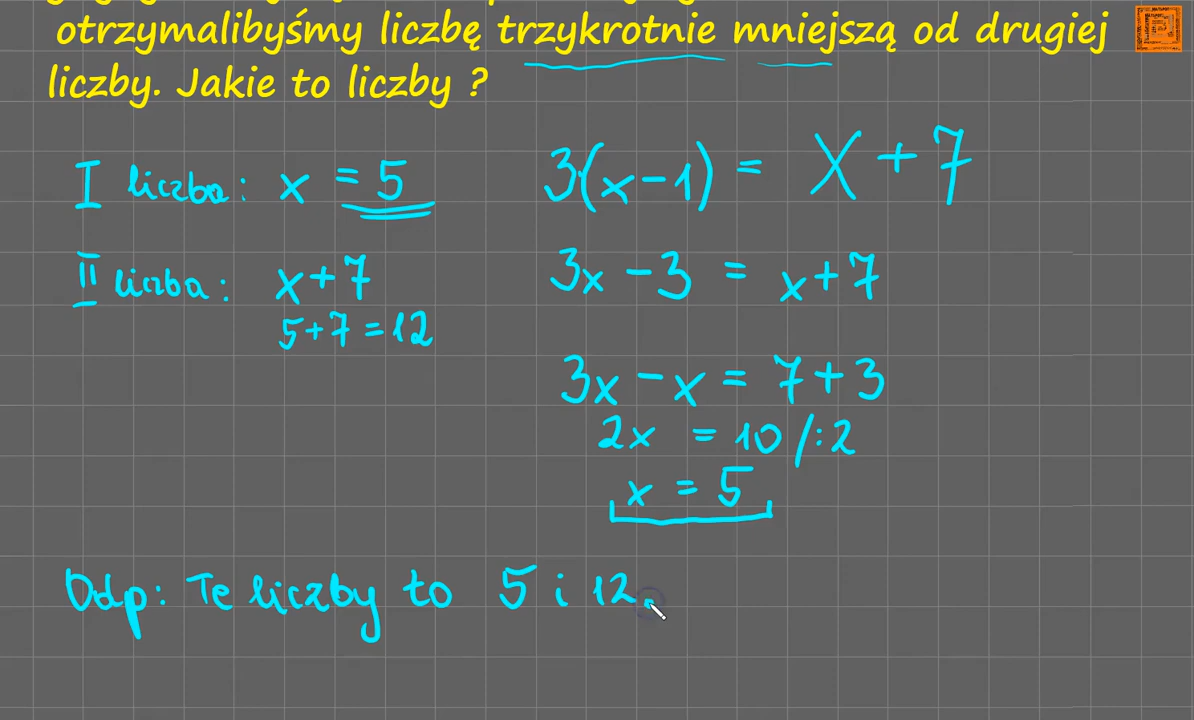 otrzymalibyśmy liczbę trzykrotnie mniejszą od drugiej
liczby. Jakie to liczby ?
I liczba: x = 5
II liczba: x+7
5+7=12
3(x-1) = X+7
3x - 3 = x+7
3x - x = 7+3
2x = 10 /:2
x = 5
Odp: Te liczby to 5 i 12.